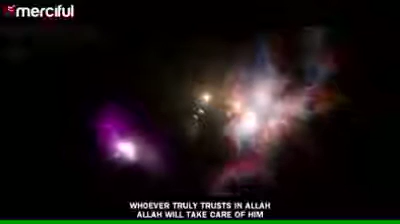 merciful
WHOEVER TRULY TRUSTS IN ALLAH
ALLAH WILL TAKE CARE OF HIM